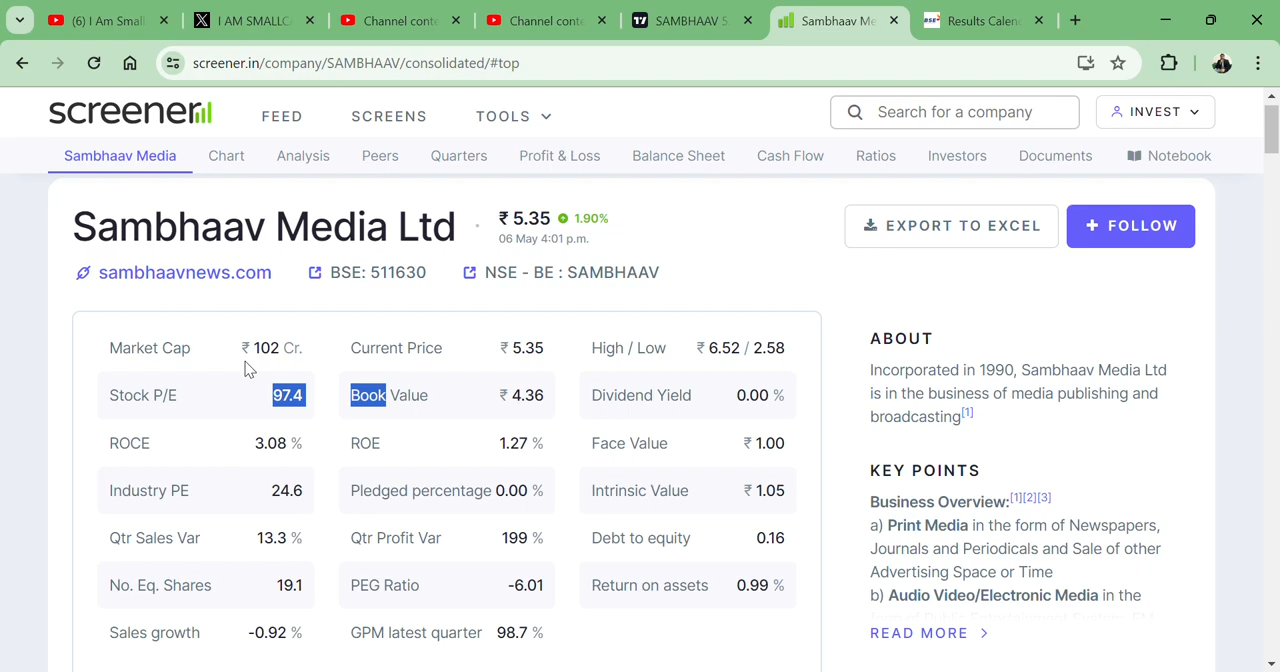 (6) I Am Small
I AM SMALLC
Channel conte
Channel conte
SAMBHAAV 5.
Sambhaav Me
Results Calen
screener.in/company/SAMBHAAV/consolidated/#top
screener
FEED
SCREENS
TOOLS
Search for a company
INVEST
Sambhaav Media
Chart
Analysis
Peers
Quarters
Profit & Loss
Balance Sheet
Cash Flow
Ratios
Investors
Documents
Notebook
Sambhaav Media Ltd
₹ 5.35 1.90%
06 May 4:01 p.m.
EXPORT TO EXCEL
+ FOLLOW
sambhaavnews.com
BSE: 511630
NSE - BE : SAMBHAAV
Market Cap ₹ 102 Cr.
Current Price ₹ 5.35
High / Low ₹ 6.52 / 2.58
Stock P/E 97.4
Book Value ₹ 4.36
Dividend Yield 0.00 %
ROCE 3.08 %
ROE 1.27 %
Face Value ₹ 1.00
Industry PE 24.6
Pledged percentage 0.00 %
Intrinsic Value ₹ 1.05
Qtr Sales Var 13.3 %
Qtr Profit Var 199 %
Debt to equity 0.16
No. Eq. Shares 19.1
PEG Ratio -6.01
Return on assets 0.99 %
Sales growth -0.92 %
GPM latest quarter 98.7 %
ABOUT
Incorporated in 1990, Sambhaav Media Ltd
is in the business of media publishing and
broadcasting[1]
KEY POINTS
Business Overview:[1][2][3]
a) Print Media in the form of Newspapers,
Journals and Periodicals and Sale of other
Advertising Space or Time
b) Audio Video/Electronic Media in the
READ MORE